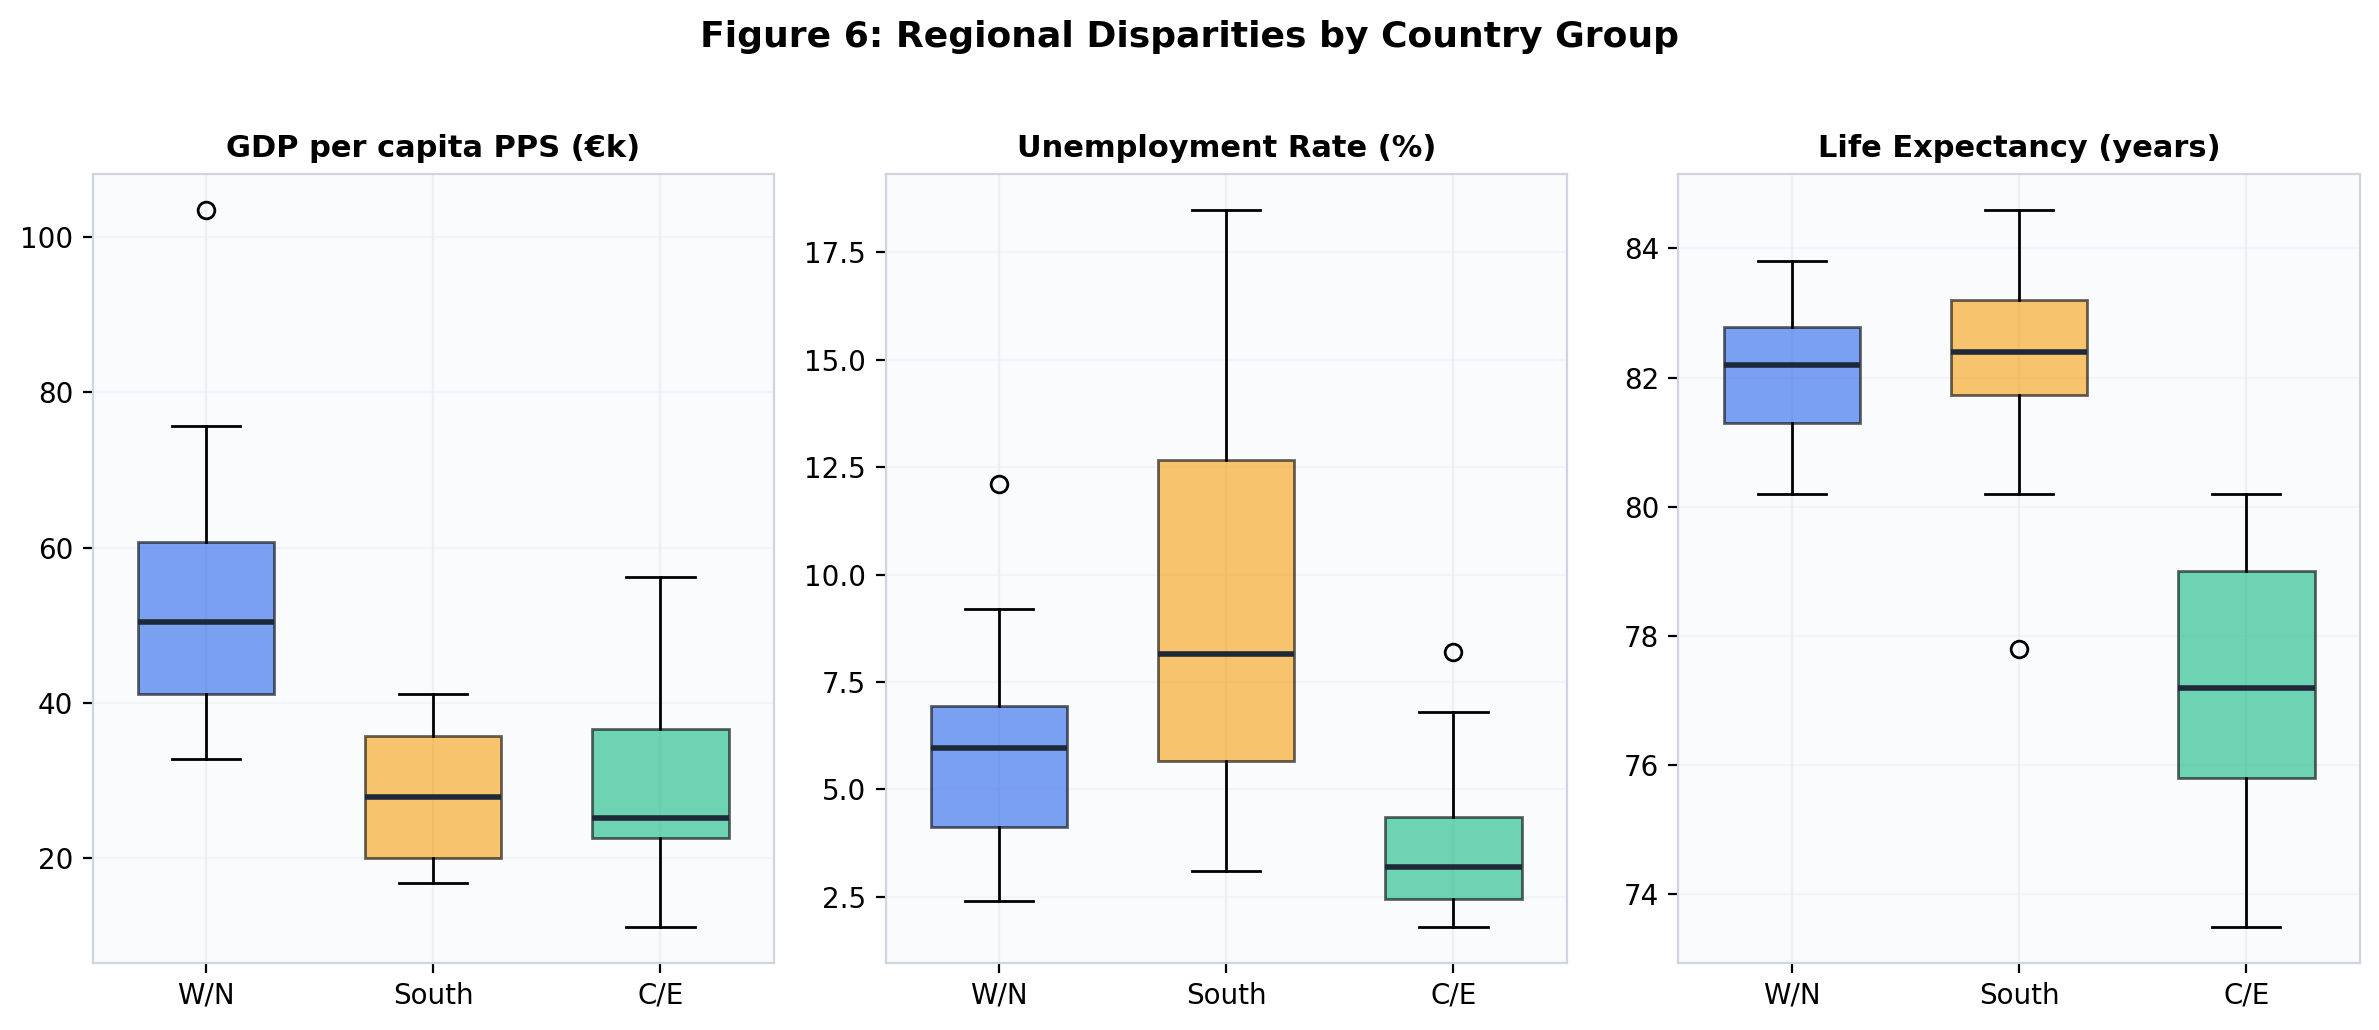 Figure 6: Regional Disparities by Country Group
GDP per capita PPS (€k)
100
80
60
40
20
W/N South C/E
Unemployment Rate (%)
17.5
15.0
12.5
10.0
7.5
5.0
2.5
W/N South C/E
Life Expectancy (years)
84
82
80
78
76
74
W/N South C/E